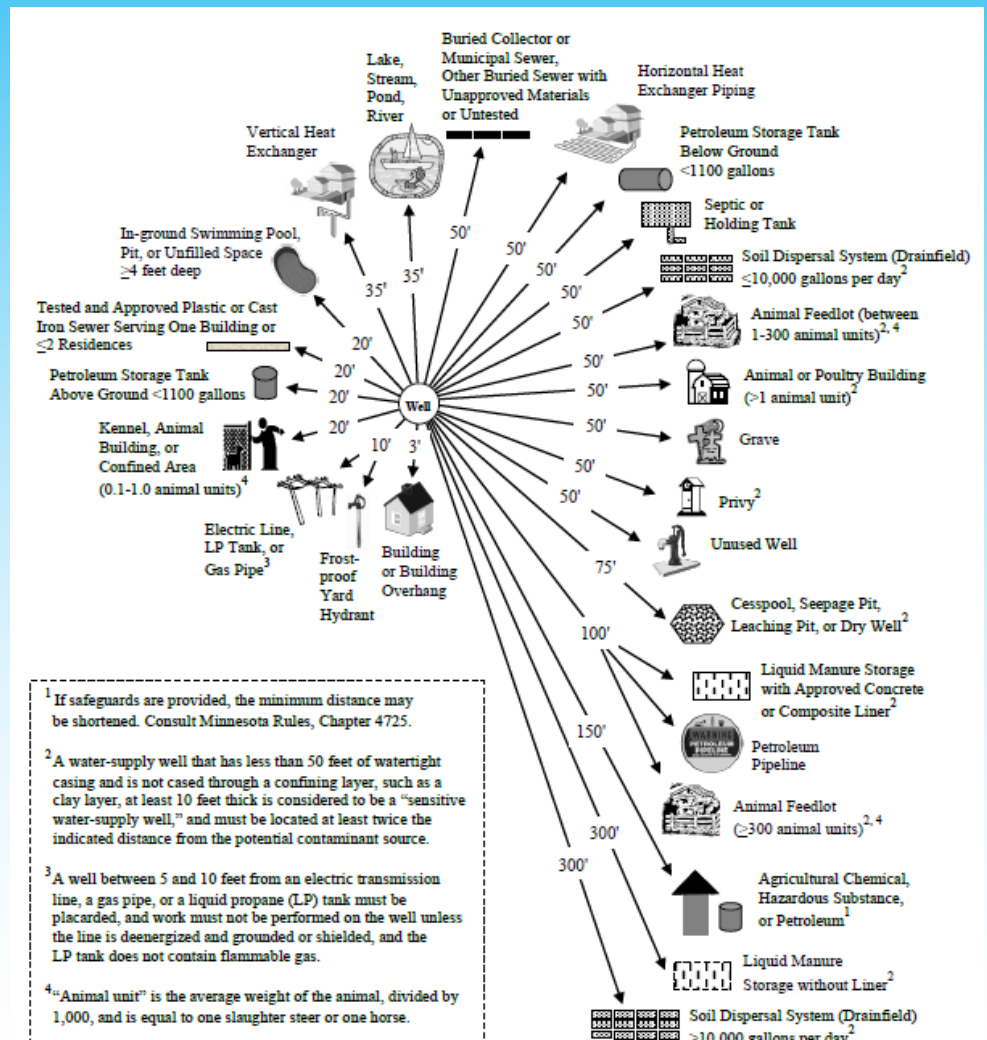 Buried Collector or
Municipal Sewer,
Other Buried Sewer with
Unapproved Materials
or Untested
Lake,
Stream,
Pond,
River
Horizontal Heat
Exchanger Piping
Vertical Heat
Exchanger
Petroleum Storage Tank
Below Ground
<1100 gallons
Septic or
Holding Tank
In-ground Swimming Pool,
Pit, or Unfilled Space
≥4 feet deep
Soil Dispersal System (Drainfield)
≤10,000 gallons per day²
Tested and Approved Plastic or Cast
Iron Sewer Serving One Building or
≤2 Residences
Animal Feedlot (between
1-300 animal units)²,⁴
Petroleum Storage Tank
Above Ground <1100 gallons
Animal or Poultry Building
(>1 animal unit)²
Kennel, Animal
Building, or
Confined Area
(0.1-1.0 animal units)⁴
Grave
Privy²
Electric Line,
LP Tank, or
Gas Pipe³
Frost-
proof
Yard
Hydrant
Building
or Building
Overhang
Unused Well
Well
50'
35'
35'
20'
20'
20'
20'
10'
3'
50'
50'
50'
50'
50'
50'
50'
50'
50'
75'
100'
150'
300'
300'
Cesspool, Seepage Pit,
Leaching Pit, or Dry Well²
Liquid Manure Storage
with Approved Concrete
or Composite Liner²
WARNING
PETROLEUM
PIPELINE
Petroleum
Pipeline
Animal Feedlot
(≥300 animal units)²,⁴
Agricultural Chemical,
Hazardous Substance,
or Petroleum¹
Liquid Manure
Storage without Liner²
Soil Dispersal System (Drainfield)
>10,000 gallons per day²
¹ If safeguards are provided, the minimum distance may
be shortened. Consult Minnesota Rules, Chapter 4725.
² A water-supply well that has less than 50 feet of watertight
casing and is not cased through a confining layer, such as a
clay layer, at least 10 feet thick is considered to be a “sensitive
water-supply well,” and must be located at least twice the
indicated distance from the potential contaminant source.
³ A well between 5 and 10 feet from an electric transmission
line, a gas pipe, or a liquid propane (LP) tank must be
placarded, and work must not be performed on the well unless
the line is deenergized and grounded or shielded, and the
LP tank does not contain flammable gas.
⁴ “Animal unit” is the average weight of the animal, divided by
1,000, and is equal to one slaughter steer or one horse.